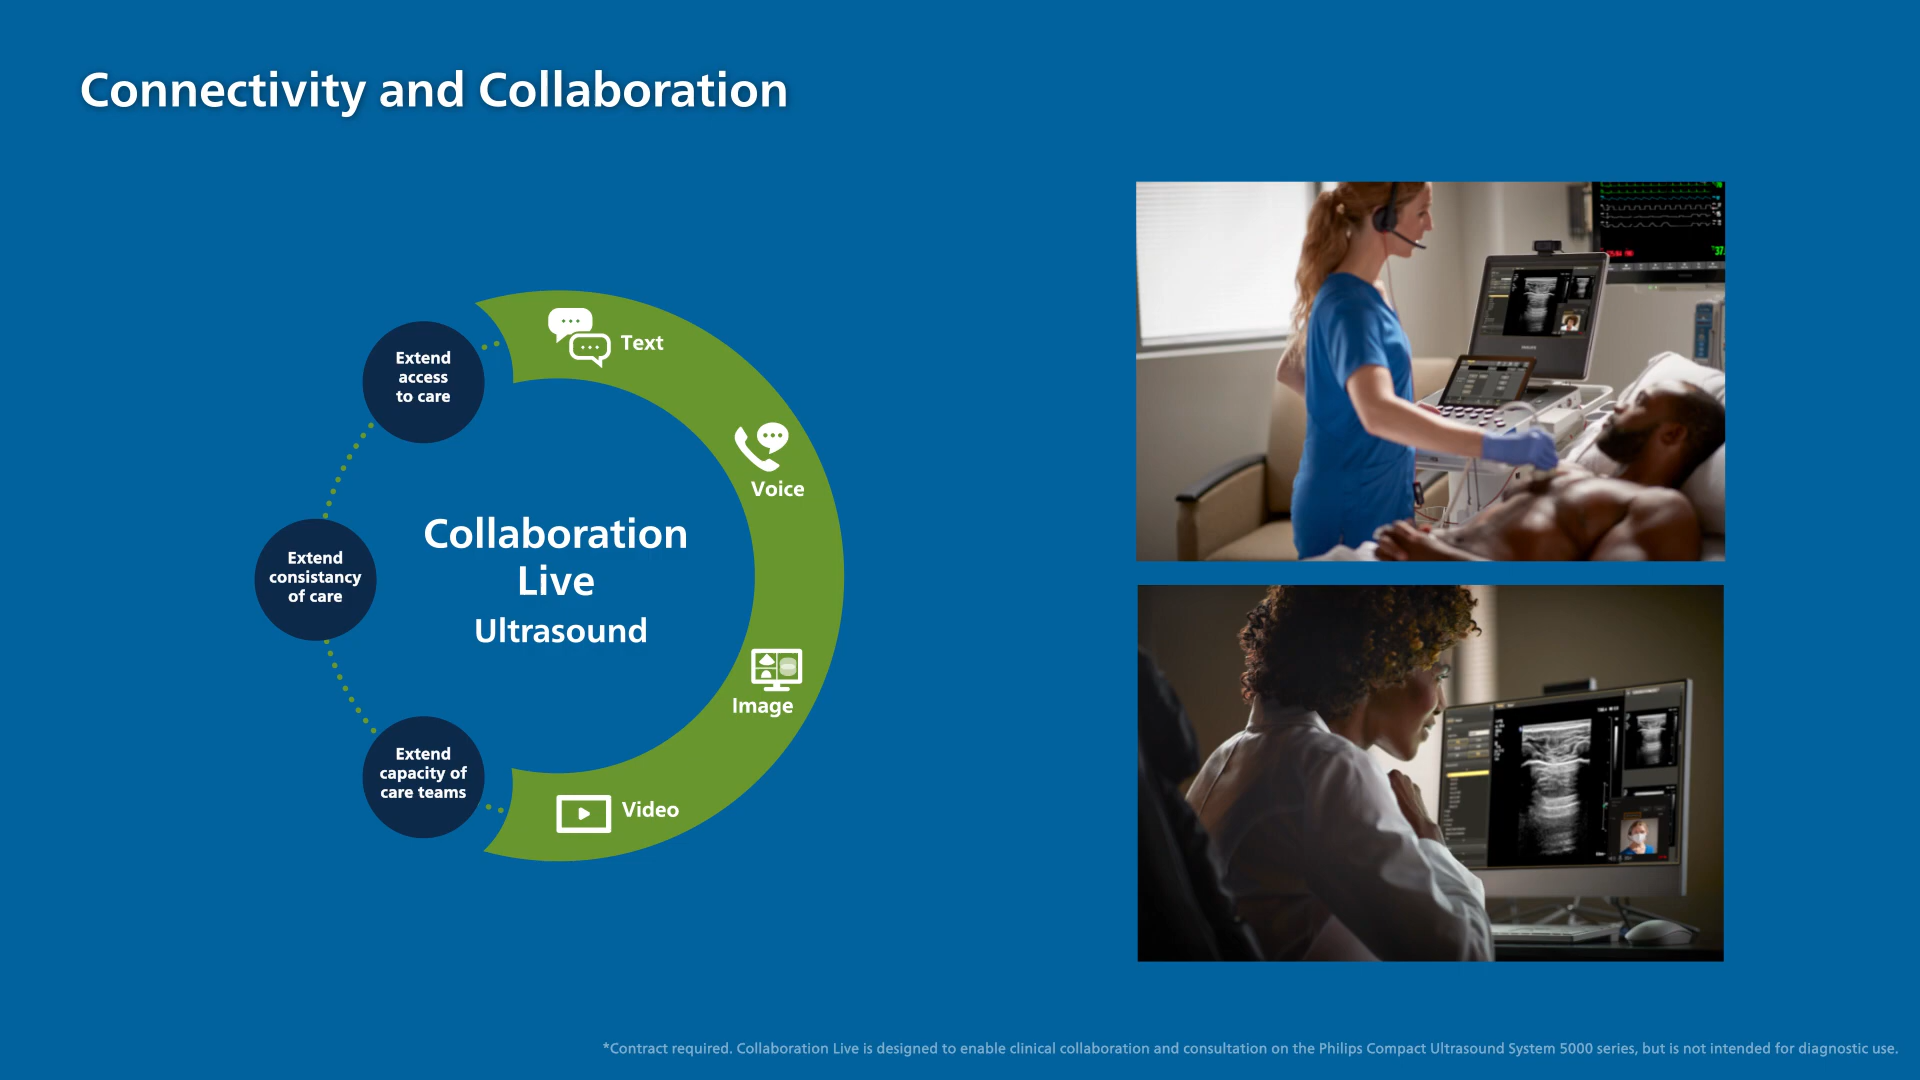 Connectivity and Collaboration
Text
Voice
Image
Video
Extend
access
to care
Extend
consistancy
of care
Extend
capacity of
care teams
Collaboration
Live
Ultrasound
PHILIPS
*Contract required. Collaboration Live is designed to enable clinical collaboration and consultation on the Philips Compact Ultrasound System 5000 series, but is not intended for diagnostic use.